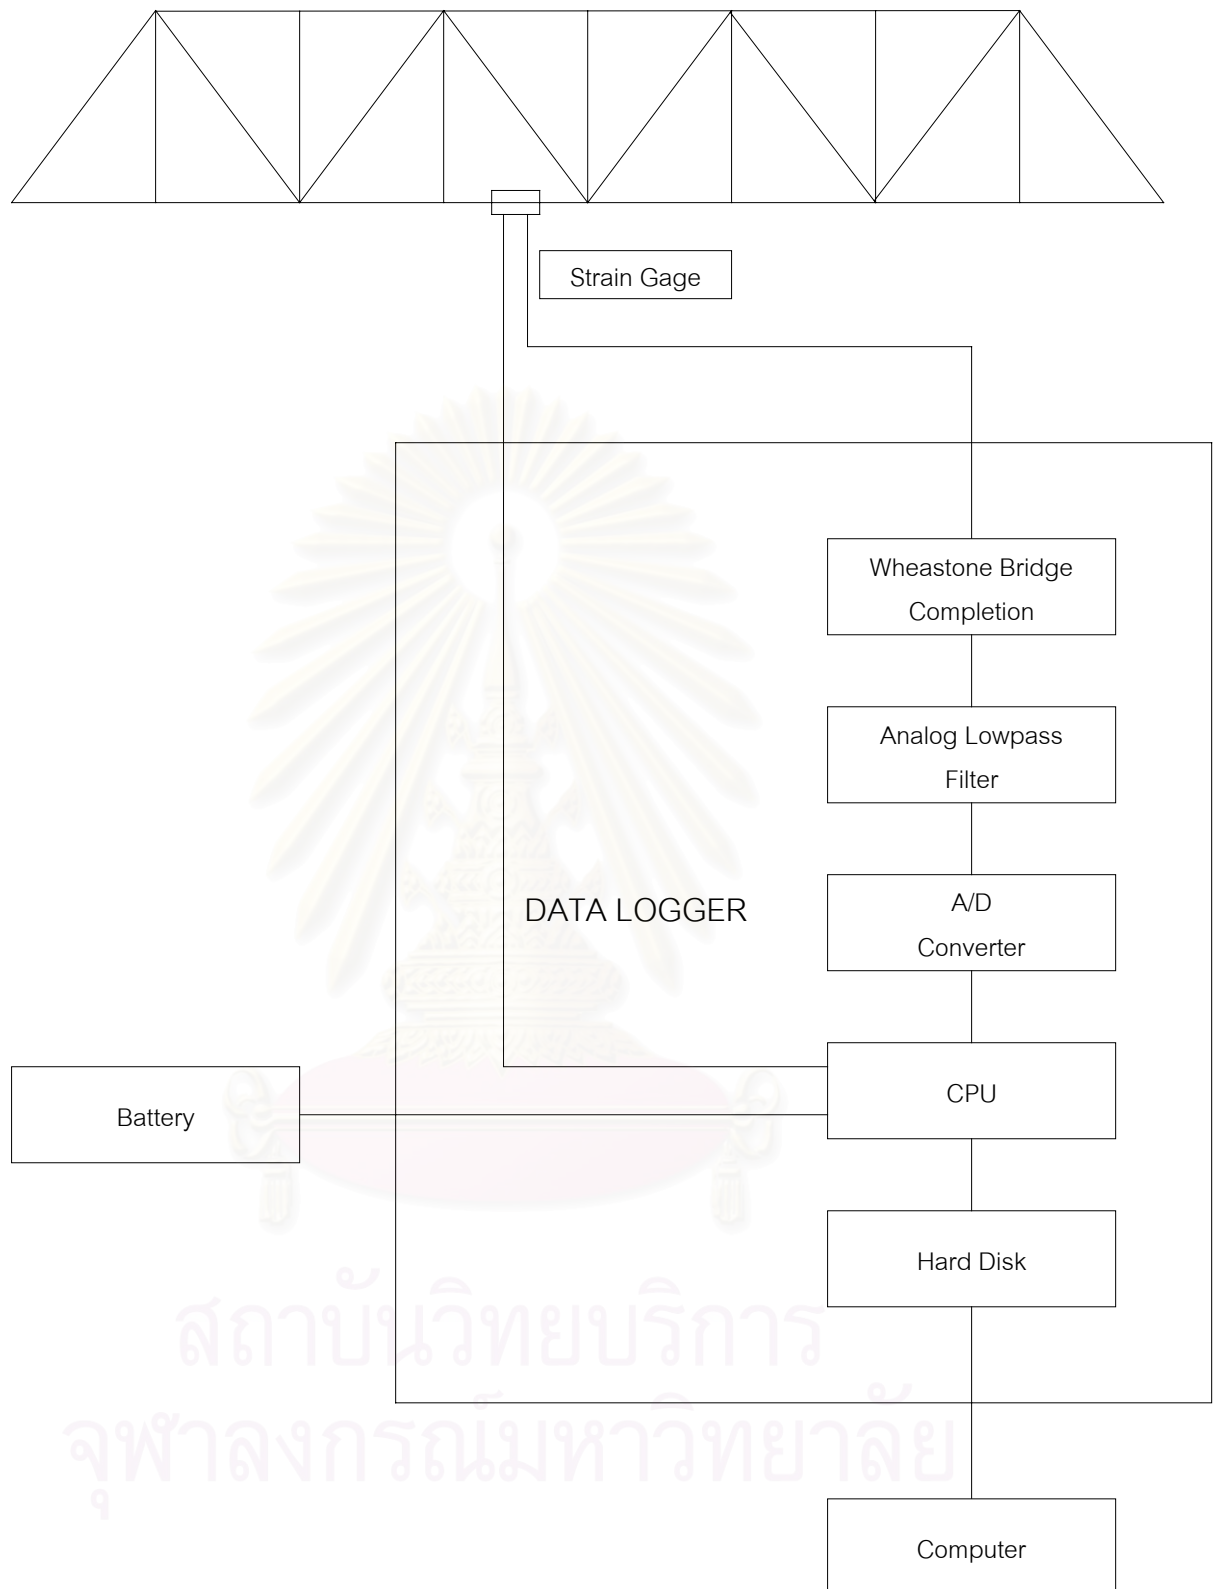 Strain Gage
Wheastone Bridge
Completion
Analog Lowpass
Filter
DATA LOGGER
A/D
Converter
CPU
Battery
Hard Disk
สถาบันวิทยบริการ
จุฬาลงกรณ์มหาวิทยาลัย
Computer